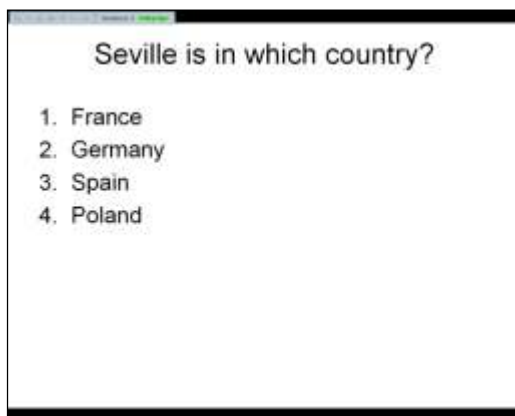 Seville is in which country?
1. France
2. Germany
3. Spain
4. Poland